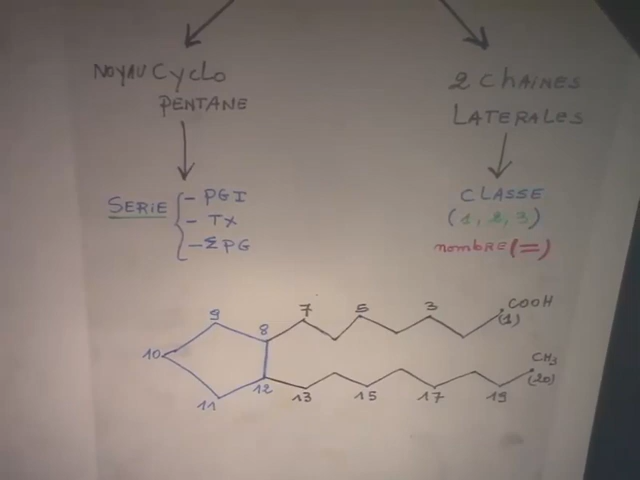 NOYAU Cyclo
PENTANE
2 ChAINES
LATERALES
SERIE
- PGI
- TX
- ΣPG
CLASSE
(1, 2, 3)
nombRE (=)
9
8
7
5
3
COOH
(1)
10
11
12
13
15
17
19
CH3
(20)